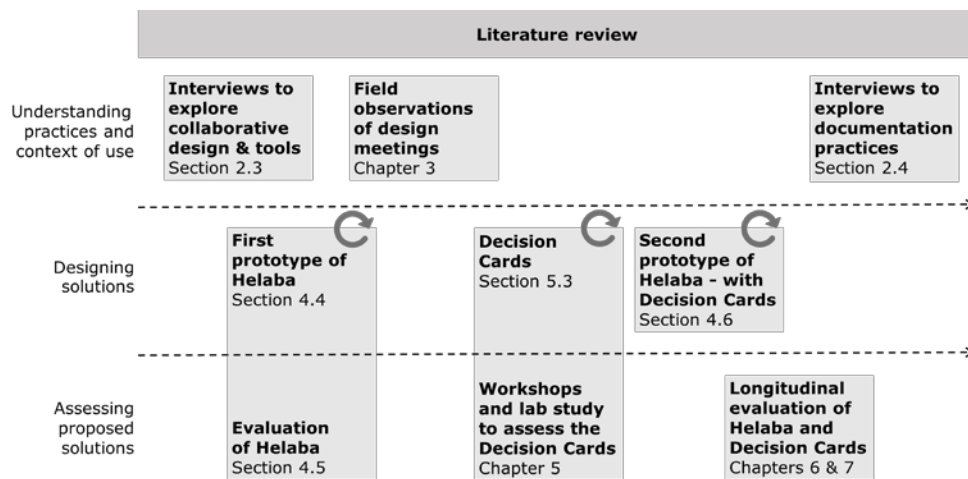 Literature review
Understanding
practices and
context of use
Interviews to
explore
collaborative
design & tools
Section 2.3
Field
observations
of design
meetings
Chapter 3
Interviews to
explore
documentation
practices
Section 2.4
Designing
solutions
First
prototype of
Helaba
Section 4.4
Decision
Cards
Section 5.3
Second
prototype of
Helaba - with
Decision Cards
Section 4.6
Assessing
proposed
solutions
Evaluation
of Helaba
Section 4.5
Workshops
and lab study
to assess the
Decision Cards
Chapter 5
Longitudinal
evaluation of
Helaba and
Decision Cards
Chapters 6 & 7